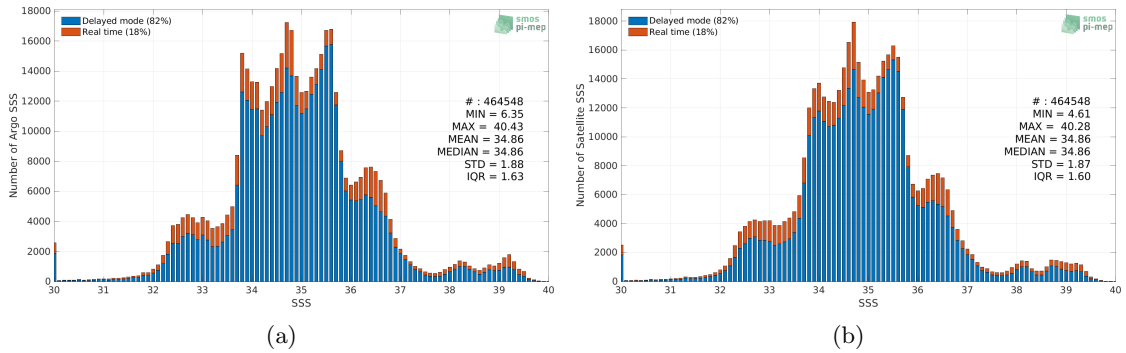 Delayed mode (82%)
Real time (18%)
smos
pi-mep
# : 464548
MIN = 6.35
MAX = 40.43
MEAN = 34.86
MEDIAN = 34.86
STD = 1.88
IQR = 1.63
Number of Argo SSS
18000
16000
14000
12000
10000
8000
6000
4000
2000
0
30 31 32 33 34 35 36 37 38 39 40
SSS
(a)
Delayed mode (82%)
Real time (18%)
smos
pi-mep
# : 464548
MIN = 4.61
MAX = 40.28
MEAN = 34.86
MEDIAN = 34.86
STD = 1.87
IQR = 1.60
Number of Satellite SSS
18000
16000
14000
12000
10000
8000
6000
4000
2000
0
30 31 32 33 34 35 36 37 38 39 40
SSS
(b)